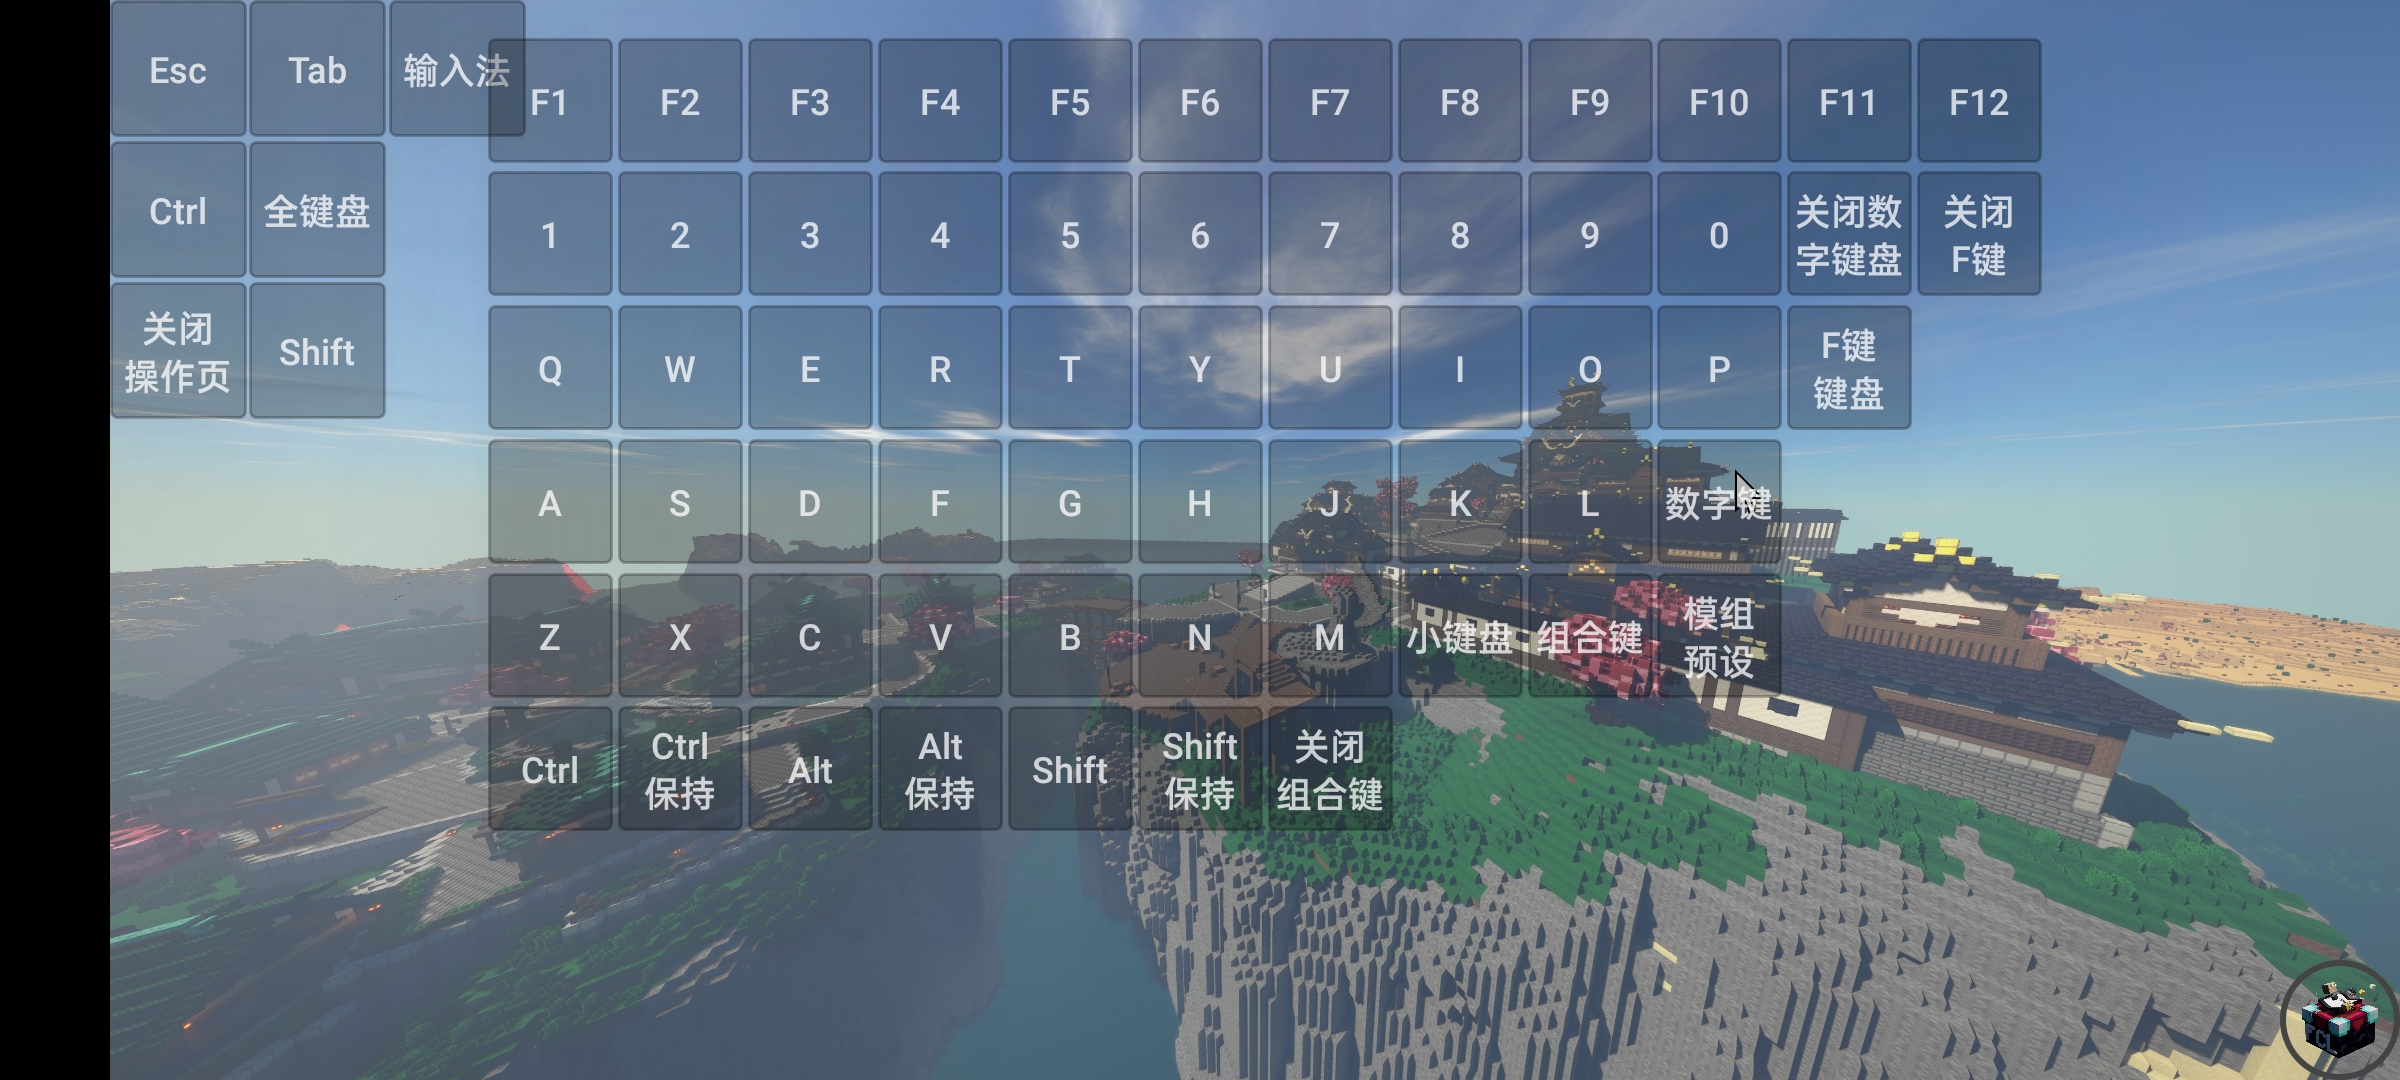 Esc
Tab
输入法
Ctrl
全键盘
关闭
操作页
Shift
F1
F2
F3
F4
F5
F6
F7
F8
F9
F10
F11
F12
1
2
3
4
5
6
7
8
9
0
关闭数
字键盘
关闭
F键
Q
W
E
R
T
Y
U
I
O
P
F键
键盘
A
S
D
F
G
H
J
K
L
数字键
Z
X
C
V
B
N
M
小键盘
组合键
模组
预设
Ctrl
Ctrl
保持
Alt
Alt
保持
Shift
Shift
保持
关闭
组合键
FCL